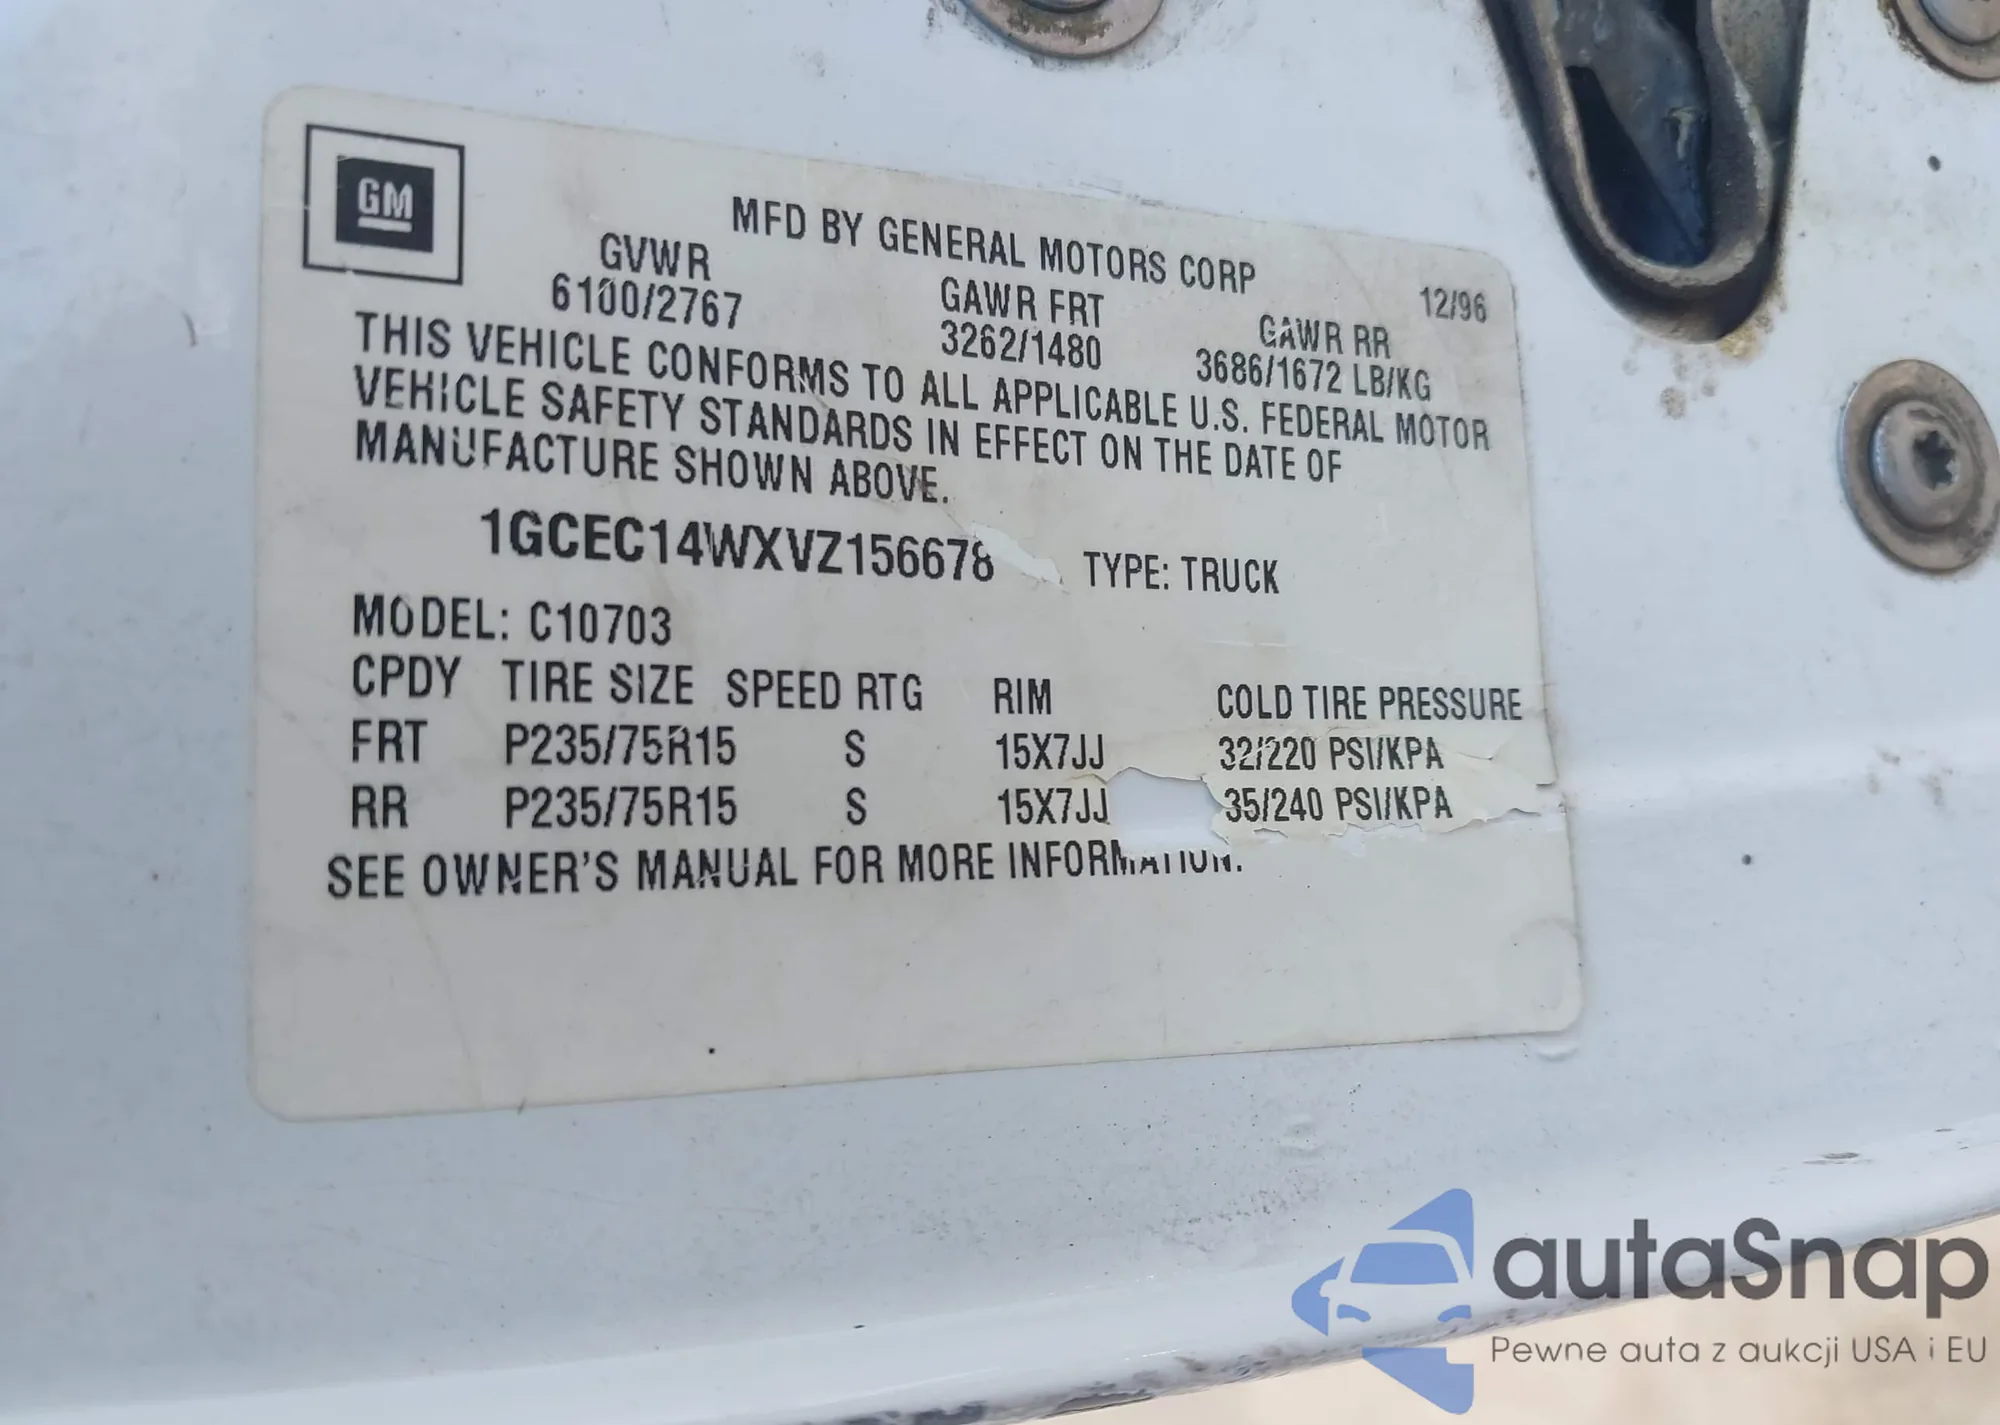 GM
MFD BY GENERAL MOTORS CORP 12/96
GVWR GAWR FRT GAWR RR
6100/2767 3262/1480 3686/1672 LB/KG
THIS VEHICLE CONFORMS TO ALL APPLICABLE U.S. FEDERAL MOTOR
VEHICLE SAFETY STANDARDS IN EFFECT ON THE DATE OF
MANUFACTURE SHOWN ABOVE.
1GCEC14WXVZ156678 TYPE: TRUCK
MODEL: C10703
CPDY TIRE SIZE SPEED RTG RIM COLD TIRE PRESSURE
FRT P235/75R15 S 15X7JJ 32/220 PSI/KPA
RR P235/75R15 S 15X7JJ 35/240 PSI/KPA
SEE OWNER'S MANUAL FOR MORE INFORMATION.
autaSnap
Pewne auta z aukcji USA i EU